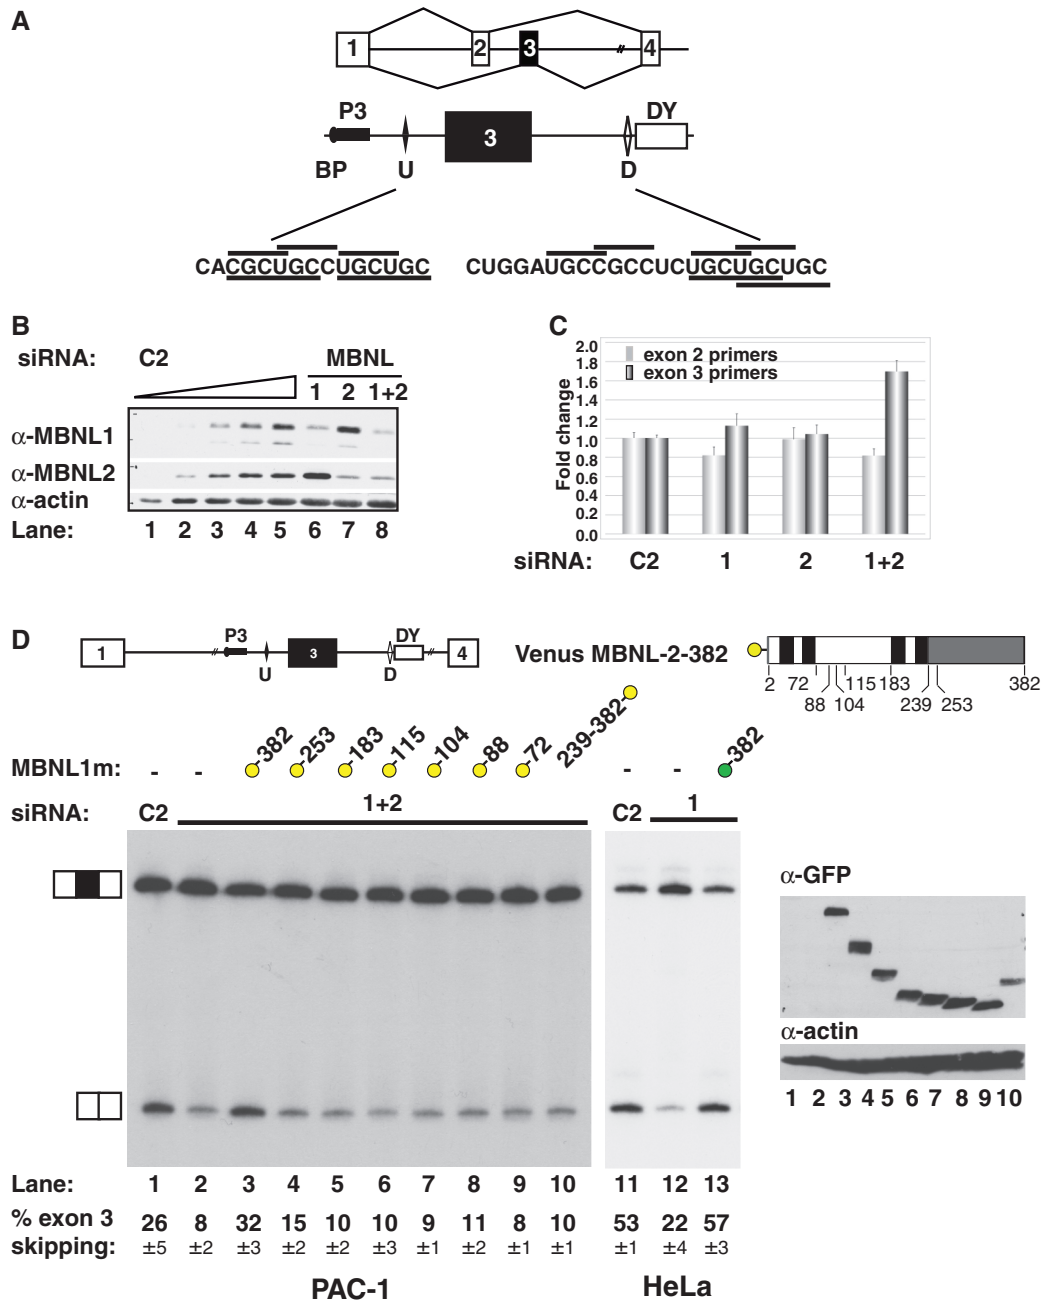 A
1 2 3 4
P3 3 DY
BP U D
CACGCUGCCUGCUGC CUGGAUGCCGCCUCUGCUGCUGC
B
siRNA: C2 MBNL
1 2 1+2
α-MBNL1
α-MBNL2
α-actin
Lane: 1 2 3 4 5 6 7 8
C
Fold change
2.0
1.8
1.6
1.4
1.2
1.0
0.8
0.6
0.4
0.2
0.0
exon 2 primers
exon 3 primers
siRNA: C2 1 2 1+2
D
1 P3 3 DY 4
U D
Venus MBNL-2-382
2 72 115 183 382
88 104 239 253
MBNL1m: - - -382 -253 -183 -115 -104 -88 -72 239-382 - - -382
siRNA: C2 1+2 C2 1
α-GFP
α-actin
1 2 3 4 5 6 7 8 9 10
Lane: 1 2 3 4 5 6 7 8 9 10 11 12 13
% exon 3 26 8 32 15 10 10 9 11 8 10 53 22 57
skipping: ±5 ±2 ±3 ±2 ±2 ±3 ±1 ±2 ±1 ±1 ±1 ±4 ±3
PAC-1 HeLa